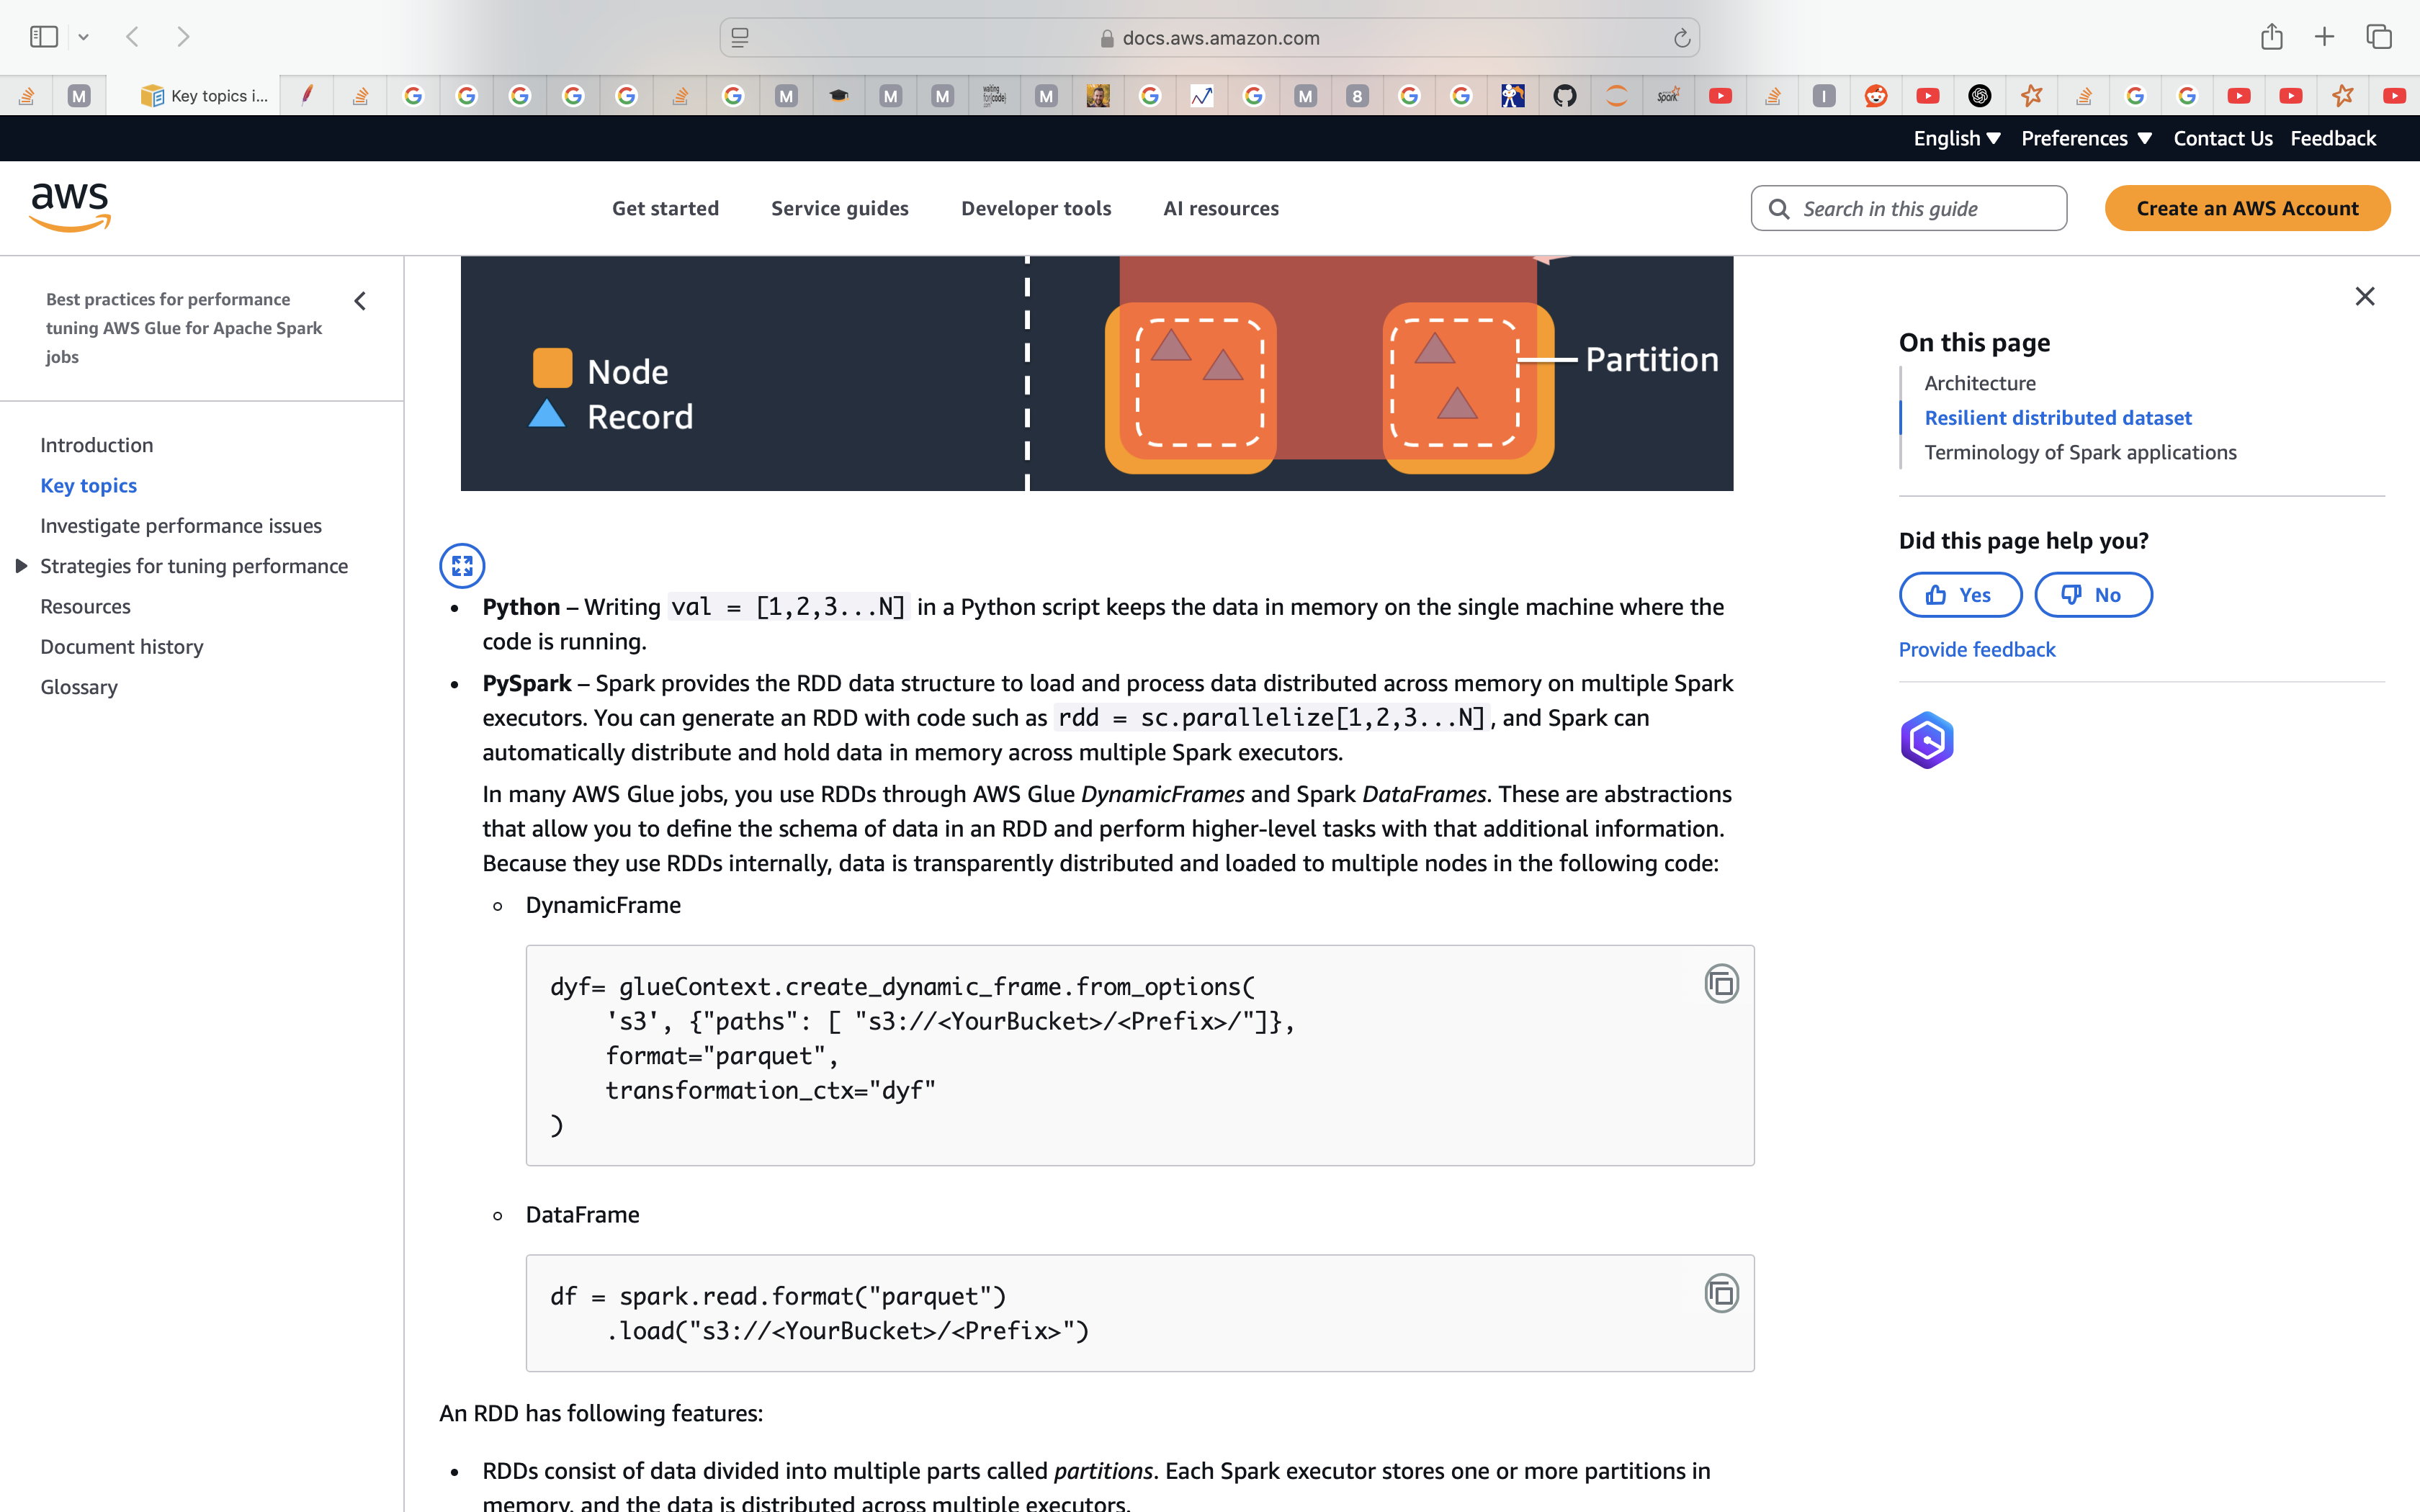 docs.aws.amazon.com
M
Key topics i...
M
M
M
waiting
for(code)
M
M
8
Spark
I
English
Preferences
Contact Us
Feedback
aws
Get started
Service guides
Developer tools
AI resources
Search in this guide
Create an AWS Account
Best practices for performance
tuning AWS Glue for Apache Spark
jobs
Introduction
Key topics
Investigate performance issues
Strategies for tuning performance
Resources
Document history
Glossary
Node
Record
Partition
• Python – Writing val = [1,2,3...N] in a Python script keeps the data in memory on the single machine where the
code is running.
• PySpark – Spark provides the RDD data structure to load and process data distributed across memory on multiple Spark
executors. You can generate an RDD with code such as rdd = sc.parallelize[1,2,3...N], and Spark can
automatically distribute and hold data in memory across multiple Spark executors.
In many AWS Glue jobs, you use RDDs through AWS Glue DynamicFrames and Spark DataFrames. These are abstractions
that allow you to define the schema of data in an RDD and perform higher-level tasks with that additional information.
Because they use RDDs internally, data is transparently distributed and loaded to multiple nodes in the following code:
DynamicFrame
dyf= glueContext.create_dynamic_frame.from_options(
's3', {"paths": [ "s3://<YourBucket>/<Prefix>/"]},
format="parquet",
transformation_ctx="dyf"
)
DataFrame
df = spark.read.format("parquet")
.load("s3://<YourBucket>/<Prefix>")
An RDD has following features:
• RDDs consist of data divided into multiple parts called partitions. Each Spark executor stores one or more partitions in
memory, and the data is distributed across multiple executors.
On this page
Architecture
Resilient distributed dataset
Terminology of Spark applications
Did this page help you?
Yes
No
Provide feedback